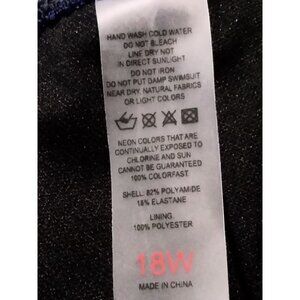 HAND WASH COLD WATER
DO NOT BLEACH
LINE DRY NOT
IN DIRECT SUNLIGHT
DO NOT IRON
DO NOT PUT DAMP SWIMSUIT
NEAR DRY, NATURAL FABRICS
OR LIGHT COLORS
NEON COLORS THAT ARE
CONTINUALLY EXPOSED TO
CHLORINE AND SUN
CANNOT BE GUARANTEED
100% COLORFAST
SHELL: 82% POLYAMIDE
18% ELASTANE
LINING:
100% POLYESTER
18W
MADE IN CHINA